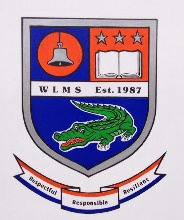 WLMS Est. 1987
Respectful
Responsible
Resilient